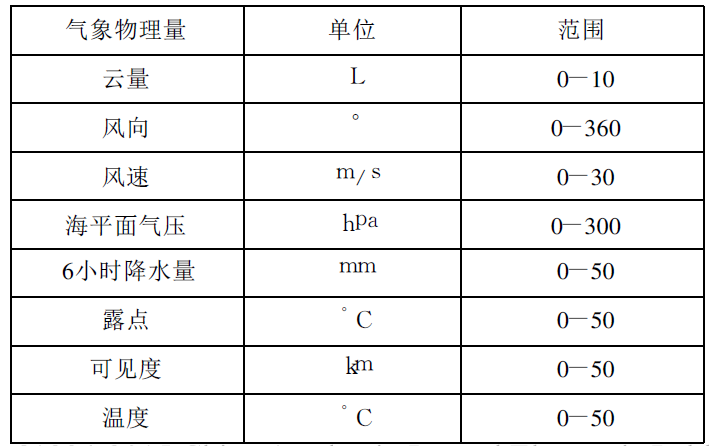 气象物理量 单位 范围
云量 L 0—10
风向 ° 0—360
风速 m/s 0—30
海平面气压 hpa 0—300
6小时降水量 mm 0—50
露点 °C 0—50
可见度 km 0—50
温度 °C 0—50